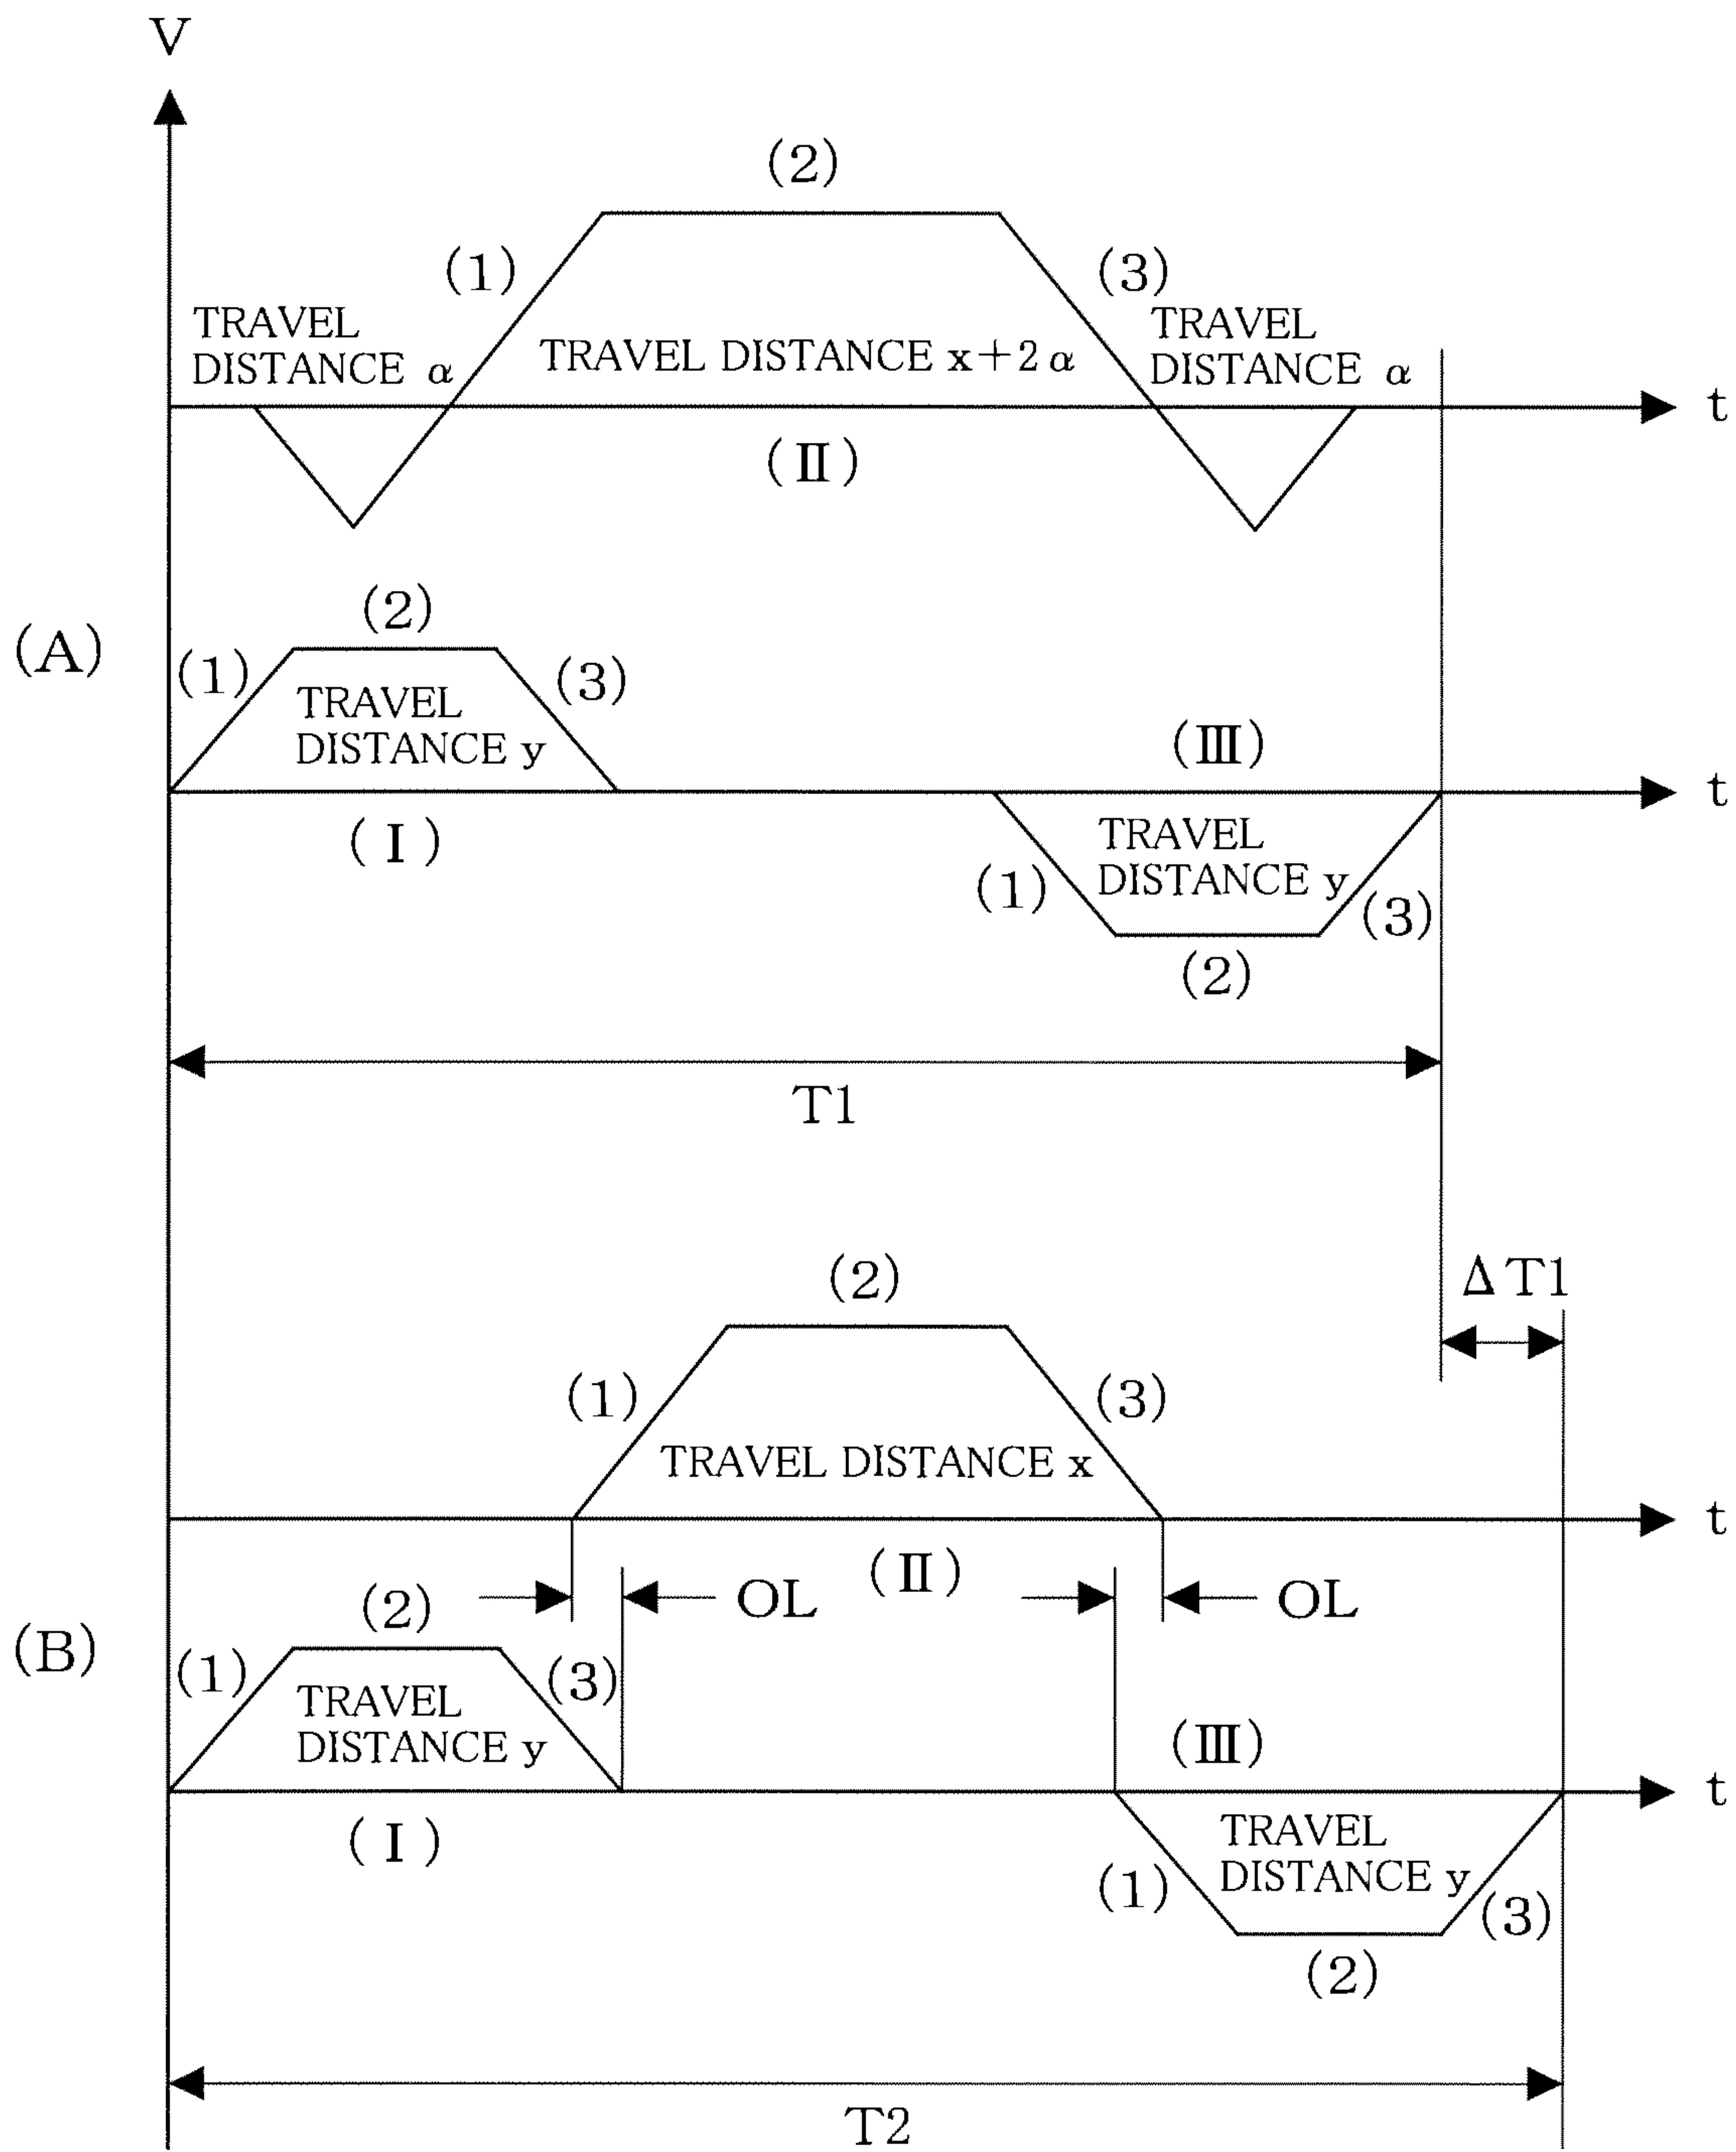 V
(2)
(1)
(3)
TRAVEL
DISTANCE α
TRAVEL DISTANCE x+2α
TRAVEL
DISTANCE α
t
(Ⅱ)
(A)
(2)
(1)
(3)
TRAVEL
DISTANCE y
(Ⅲ)
t
(Ⅰ)
TRAVEL
DISTANCE y
(1)
(3)
(2)
T1
ΔT1
(2)
(1)
(3)
TRAVEL DISTANCE x
t
(Ⅱ)
OL
OL
(B)
(2)
(1)
(3)
TRAVEL
DISTANCE y
(Ⅲ)
t
(Ⅰ)
TRAVEL
DISTANCE y
(1)
(3)
(2)
T2